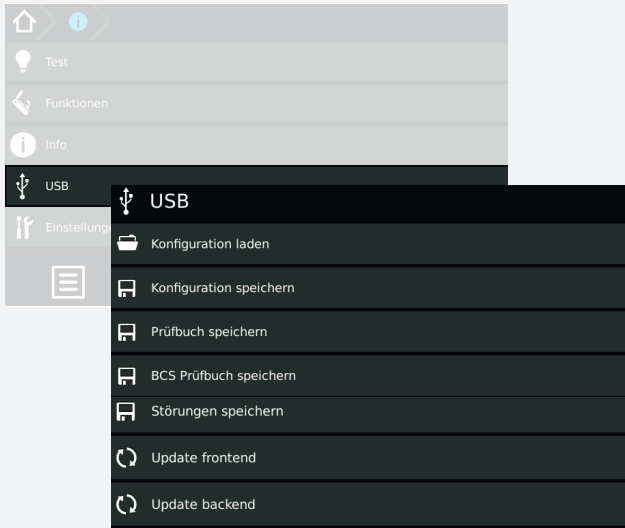 Test
Funktionen
Info
USB
Einstellunge
USB
Konfiguration laden
Konfiguration speichern
Prüfbuch speichern
BCS Prüfbuch speichern
Störungen speichern
Update frontend
Update backend